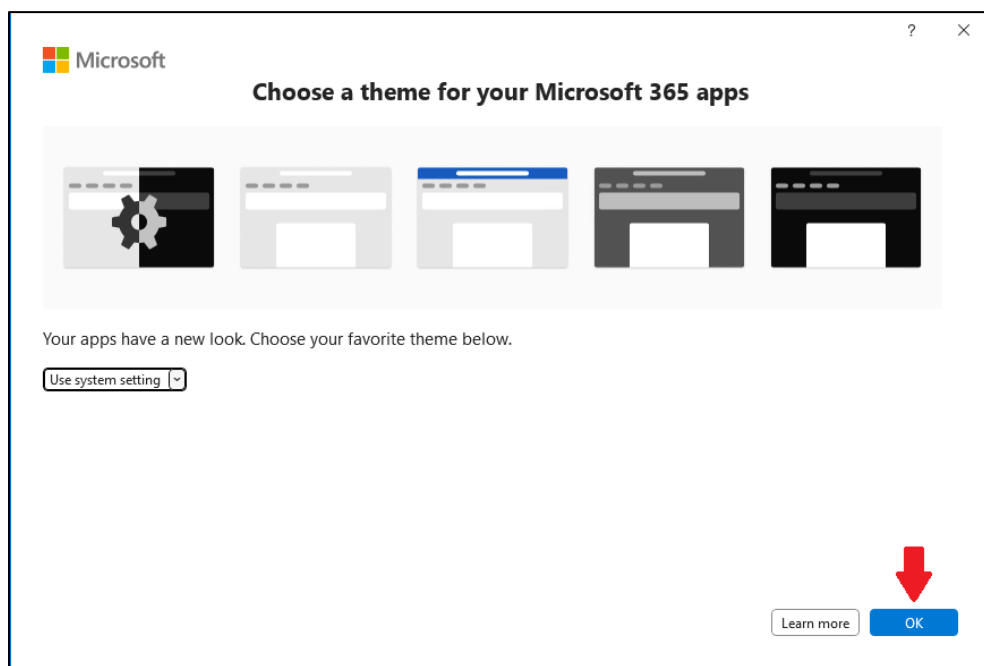 ?
Microsoft
Choose a theme for your Microsoft 365 apps
Your apps have a new look. Choose your favorite theme below.
Use system setting
Learn more
OK